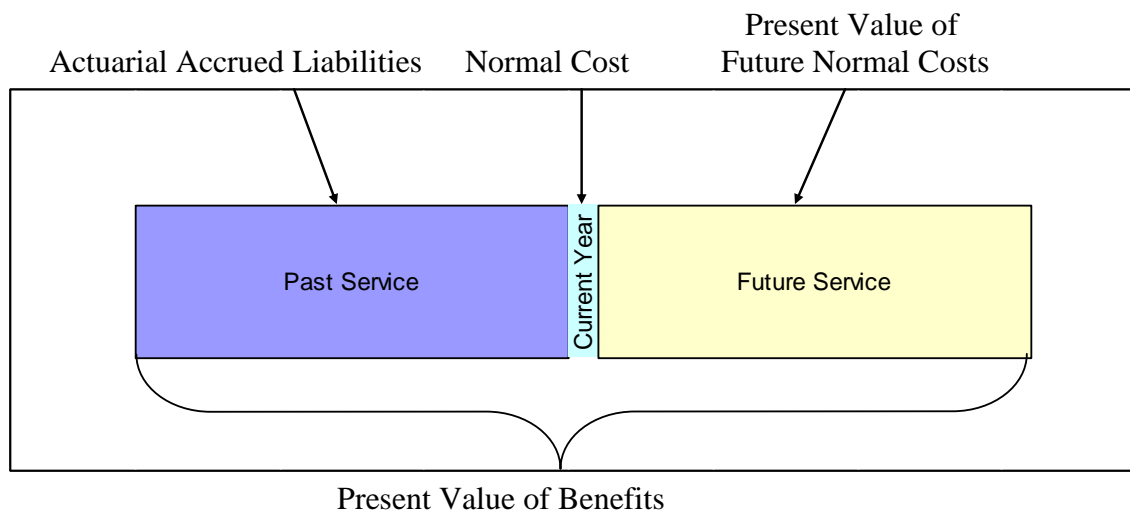 Present Value of
Actuarial Accrued Liabilities Normal Cost Future Normal Costs
Past Service
Current Year
Future Service
Present Value of Benefits